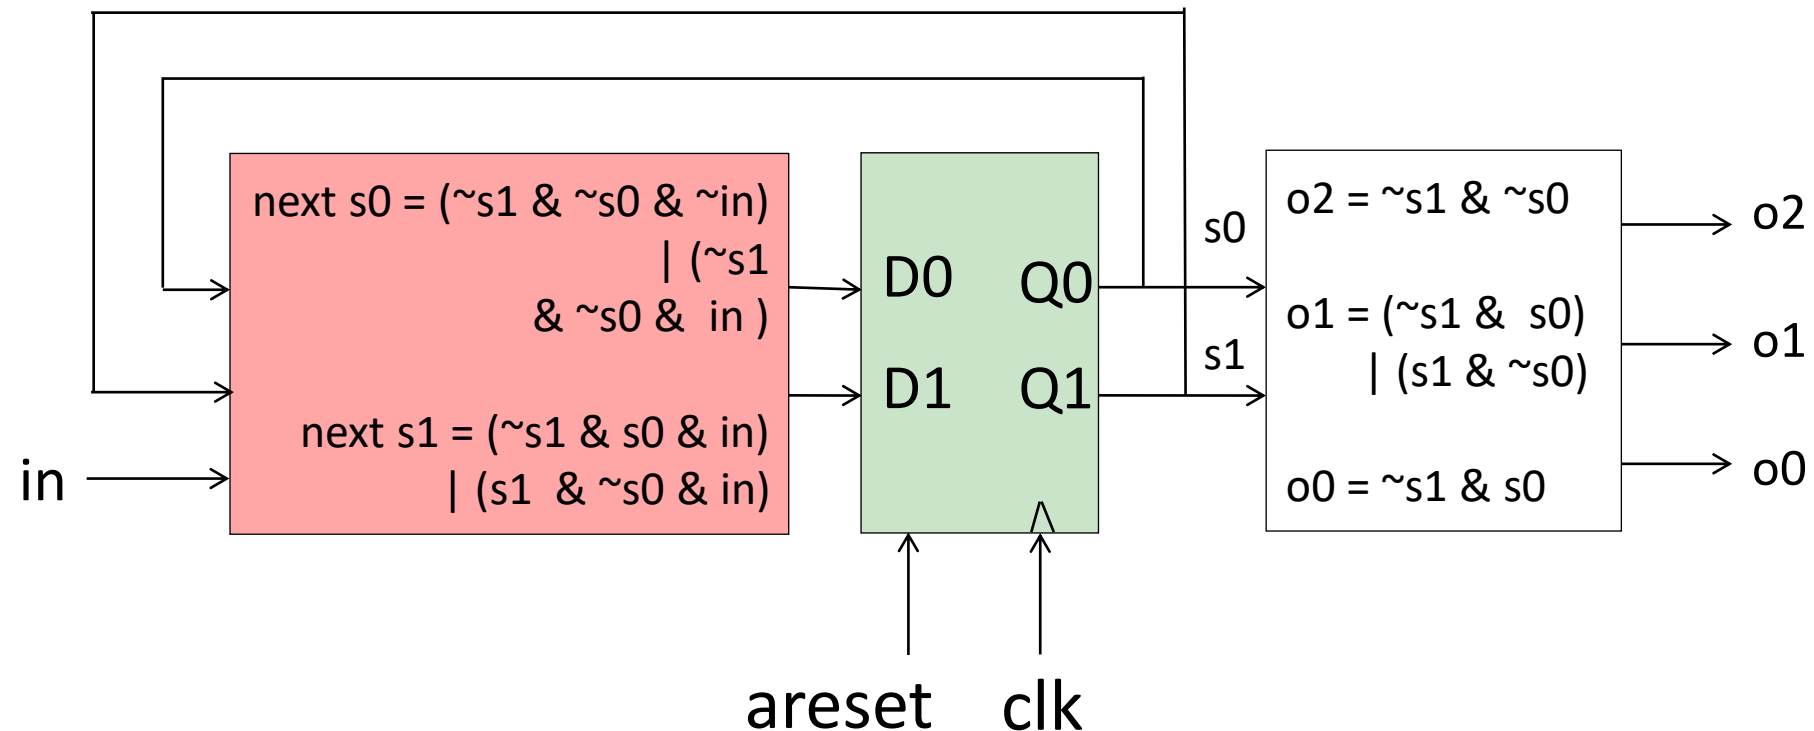 next s0 = (~s1 & ~s0 & ~in)
| (~s1
& ~s0 & in )
next s1 = (~s1 & s0 & in)
| (s1 & ~s0 & in)
in
D0 Q0
D1 Q1
areset clk
s0
s1
o2 = ~s1 & ~s0
o1 = (~s1 & s0)
| (s1 & ~s0)
o0 = ~s1 & s0
o2
o1
o0